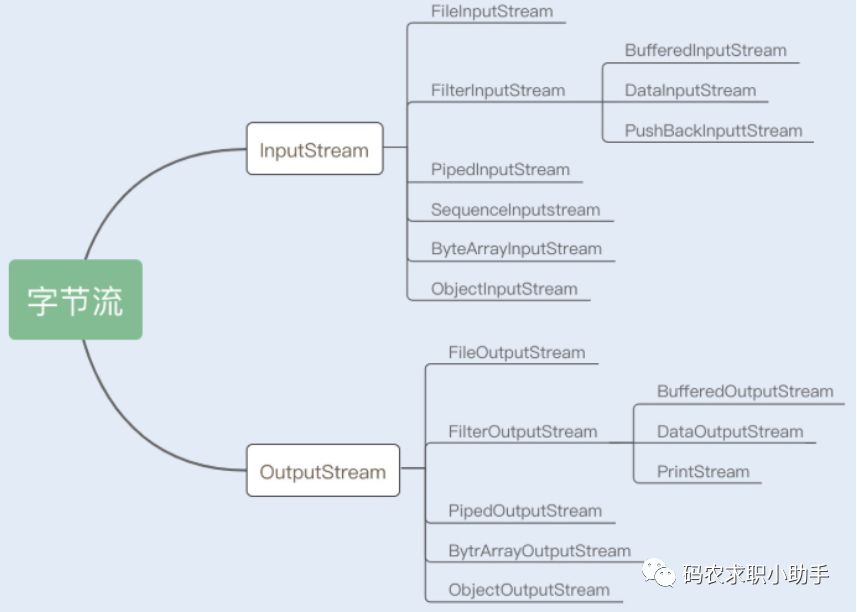 FileInputStream
BufferedInputStream
FilterInputStream
DataInputStream
PushBackInputtStream
InputStream
PipedInputStream
SequenceInputstream
ByteArrayInputStream
ObjectInputStream
字节流
FileOutputStream
BufferedOutputStream
FilterOutputStream
DataOutputStream
PrintStream
OutputStream
PipedOutputStream
BytrArrayOutputStream
ObjectOutputStream
码农求职小助手